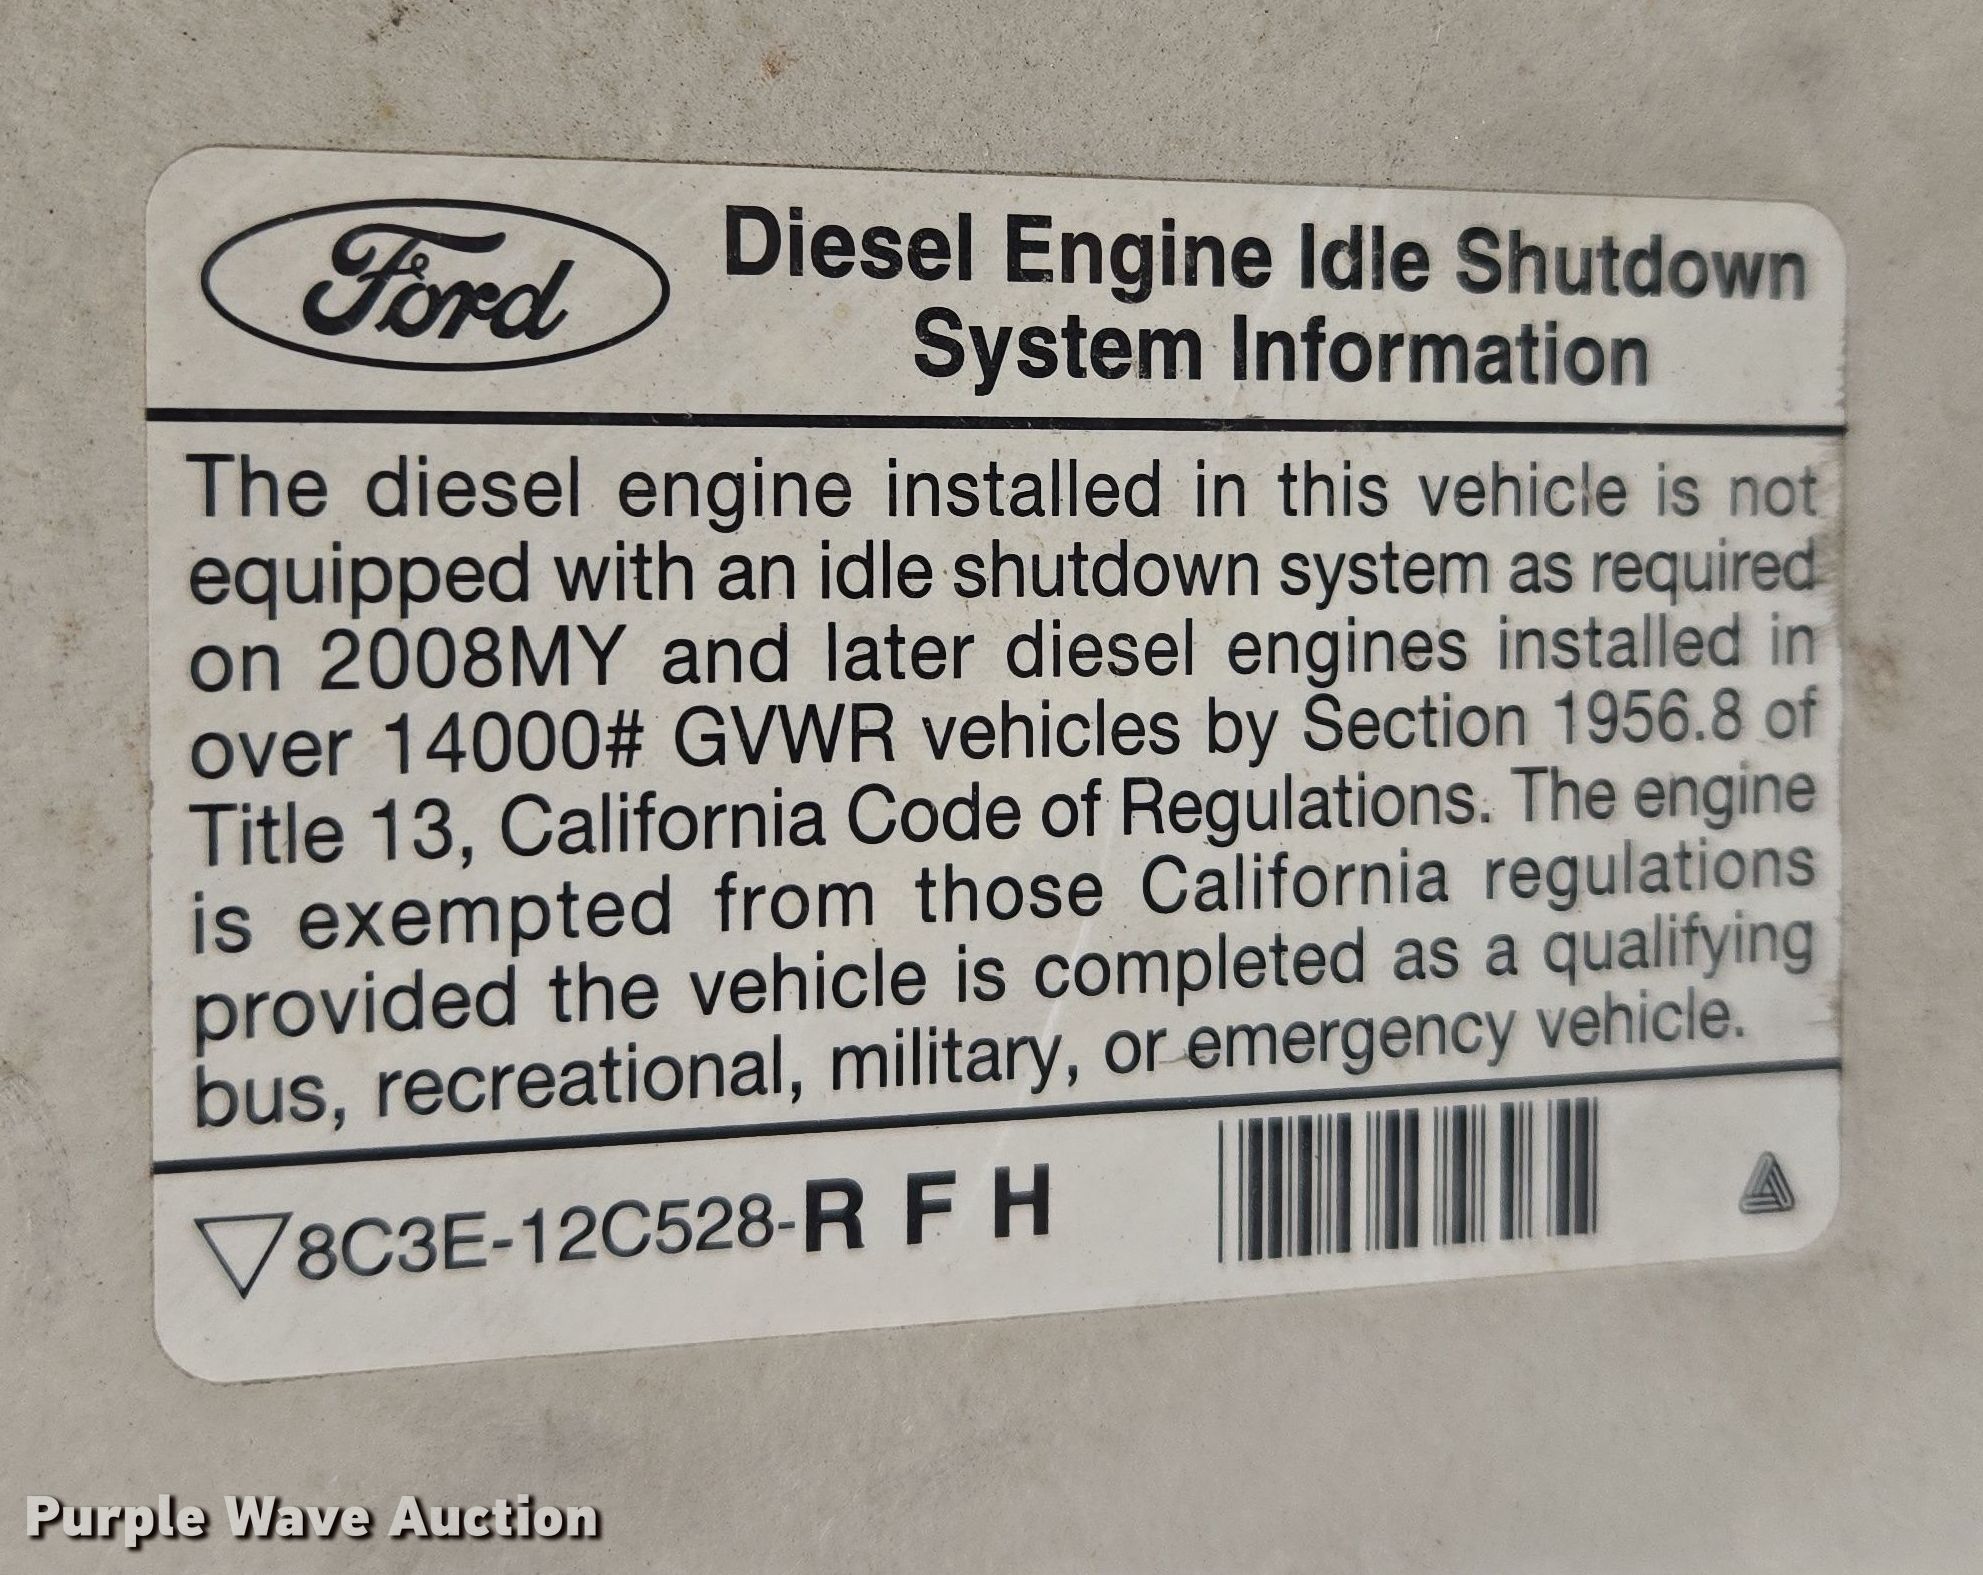 Ford
Diesel Engine Idle Shutdown
System Information
The diesel engine installed in this vehicle is not
equipped with an idle shutdown system as required
on 2008MY and later diesel engines installed in
over 14000# GVWR vehicles by Section 1956.8 of
Title 13, California Code of Regulations. The engine
is exempted from those California regulations
provided the vehicle is completed as a qualifying
bus, recreational, military, or emergency vehicle.
8C3E-12C528-R F H
Purple Wave Auction